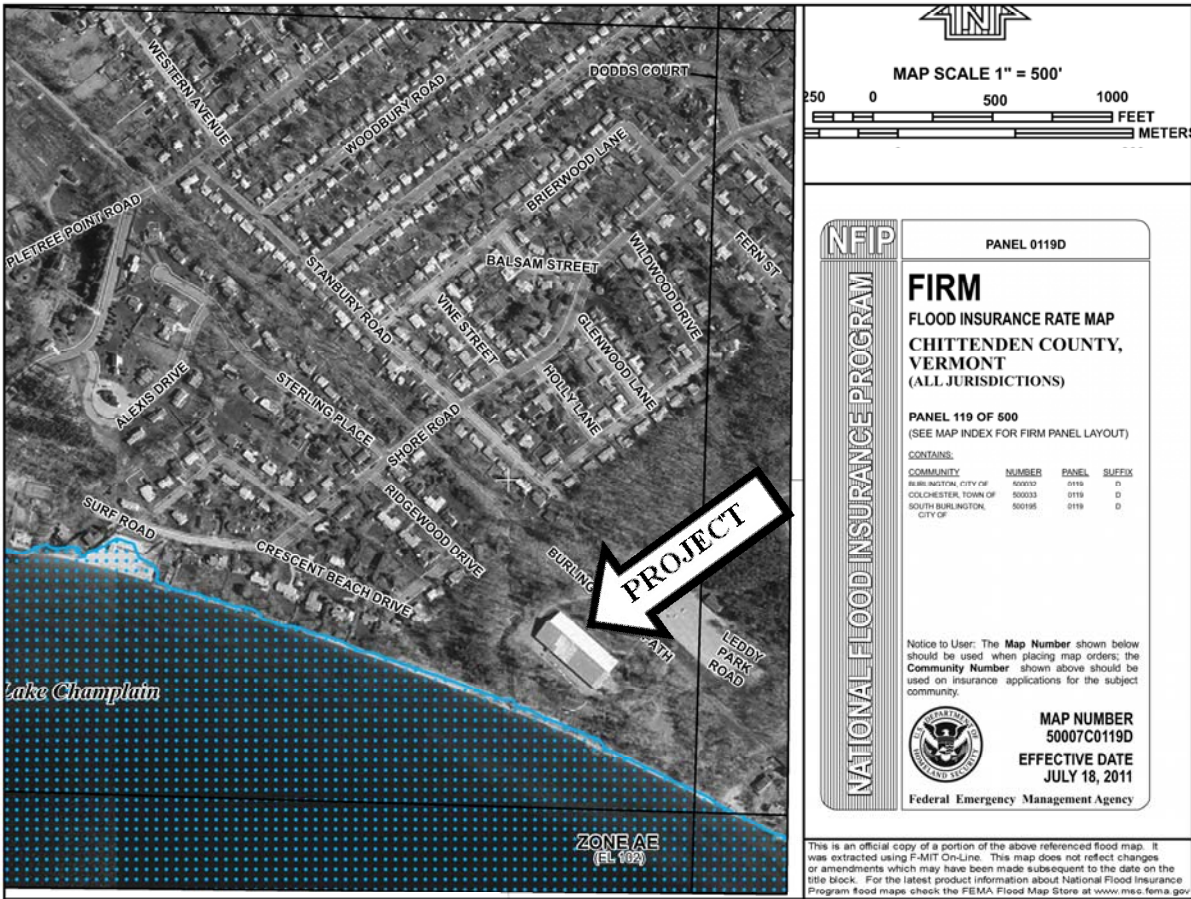 WESTERN AVENUE
WOODBURY ROAD
DODDS COURT
BRIERWOOD LANE
PLETREE POINT ROAD
STANBURY ROAD
BALSAM STREET
WILDWOOD DRIVE
FERN ST
VINE STREET
GLENWOOD LANE
HOLLY LANE
ALEXIS DRIVE
STERLING PLACE
SHORE ROAD
RIDGEWOOD DRIVE
SURF ROAD
CRESCENT BEACH DRIVE
BURLING
PATH
PROJECT
LEDDY
PARK
ROAD
Lake Champlain
ZONE AE
(EL 102)
MAP SCALE 1" = 500'
250 0 500 1000
FEET
METERS
NFIP
NATIONAL FLOOD INSURANCE PROGRAM
PANEL 0119D
FIRM
FLOOD INSURANCE RATE MAP
CHITTENDEN COUNTY,
VERMONT
(ALL JURISDICTIONS)
PANEL 119 OF 500
(SEE MAP INDEX FOR FIRM PANEL LAYOUT)
CONTAINS:
COMMUNITY NUMBER PANEL SUFFIX
BURLINGTON, CITY OF 500032 0119 D
COLCHESTER, TOWN OF 500033 0119 D
SOUTH BURLINGTON, 500195 0119 D
CITY OF
Notice to User: The Map Number shown below
should be used when placing map orders; the
Community Number shown above should be
used on insurance applications for the subject
community.
U.S. DEPARTMENT OF
HOMELAND SECURITY
MAP NUMBER
50007C0119D
EFFECTIVE DATE
JULY 18, 2011
Federal Emergency Management Agency
This is an official copy of a portion of the above referenced flood map. It
was extracted using F-MIT On-Line. This map does not reflect changes
or amendments which may have been made subsequent to the date on the
title block. For the latest product information about National Flood Insurance
Program flood maps check the FEMA Flood Map Store at www.msc.fema.gov